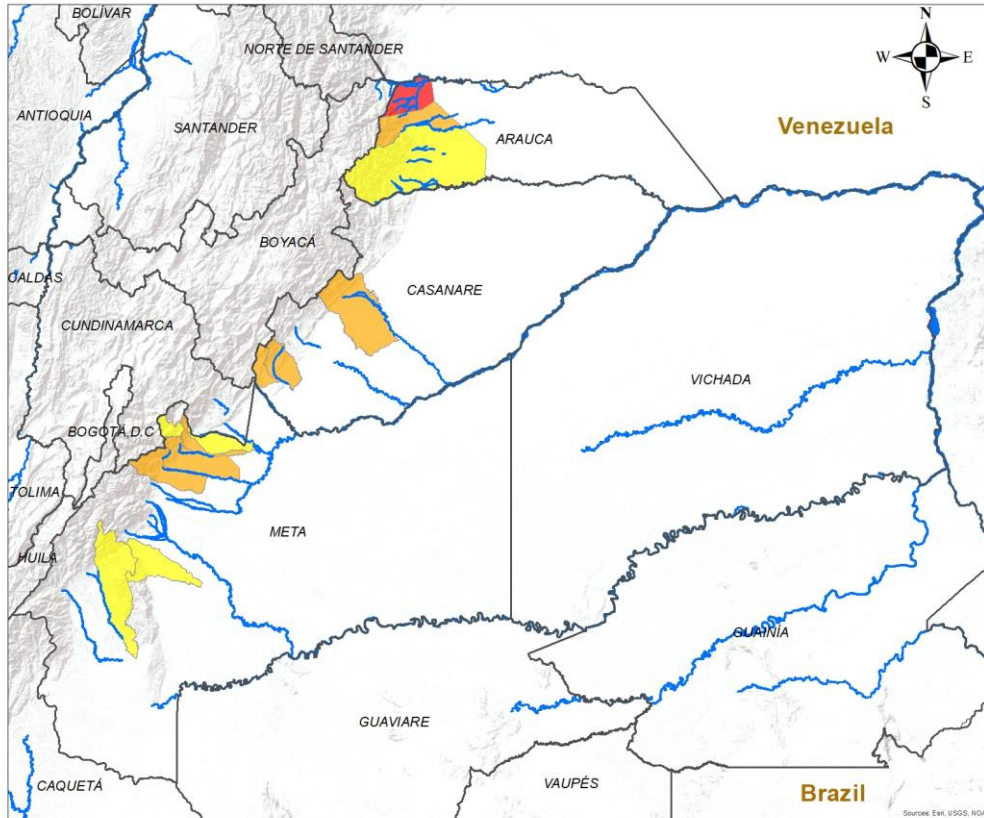 BOLÍVAR
N
NORTE DE SANTANDER
W
E
S
ANTIOQUIA
SANTANDER
ARAUCA
Venezuela
BOYACÁ
CALDAS
CASANARE
CUNDINAMARCA
VICHADA
BOGOTÁ,D.C
TOLIMA
META
HUILA
GUAINÍA
GUAVIARE
CAQUETÁ
VAUPÉS
Brazil
Sources: Esri, USGS, NOA